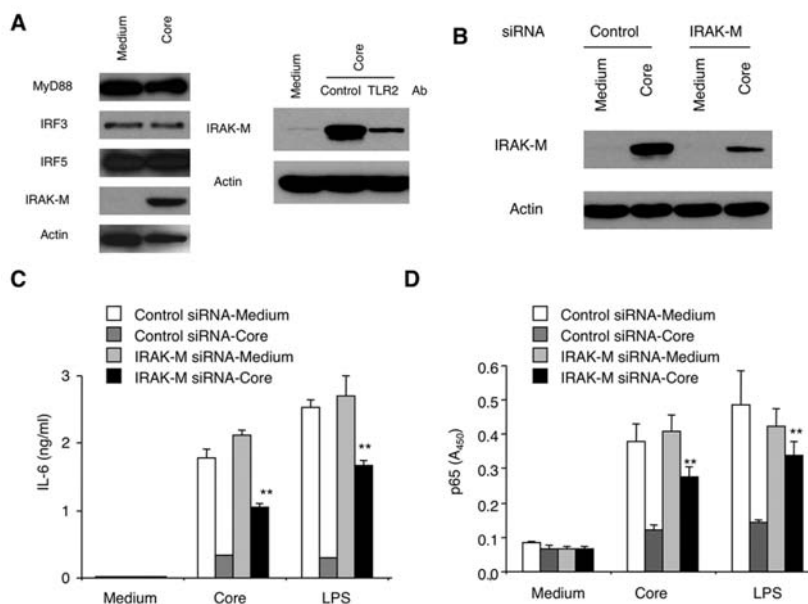 A
Medium
Core
MyD88
IRF3
IRF5
IRAK-M
Actin
Core
Medium
Control TLR2 Ab
IRAK-M
Actin
B
siRNA Control IRAK-M
Medium
Core
Medium
Core
IRAK-M
Actin
C
Control siRNA-Medium
Control siRNA-Core
IRAK-M siRNA-Medium
IRAK-M siRNA-Core
IL-6 (ng/ml)
3
2
1
0
**
**
Medium Core LPS
D
Control siRNA-Medium
Control siRNA-Core
IRAK-M siRNA-Medium
IRAK-M siRNA-Core
p65 (A450)
0.6
0.5
0.4
0.3
0.2
0.1
0.0
**
**
Medium Core LPS